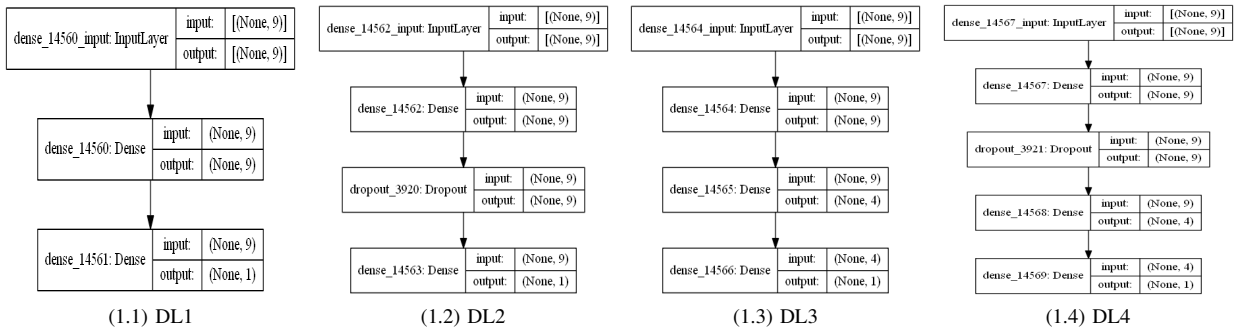 dense_14560_input: InputLayer
input: [(None, 9)]
output: [(None, 9)]
dense_14560: Dense
input: (None, 9)
output: (None, 9)
dense_14561: Dense
input: (None, 9)
output: (None, 1)
(1.1) DL1
dense_14562_input: InputLayer
input: [(None, 9)]
output: [(None, 9)]
dense_14562: Dense
input: (None, 9)
output: (None, 9)
dropout_3920: Dropout
input: (None, 9)
output: (None, 9)
dense_14563: Dense
input: (None, 9)
output: (None, 1)
(1.2) DL2
dense_14564_input: InputLayer
input: [(None, 9)]
output: [(None, 9)]
dense_14564: Dense
input: (None, 9)
output: (None, 9)
dense_14565: Dense
input: (None, 9)
output: (None, 4)
dense_14566: Dense
input: (None, 4)
output: (None, 1)
(1.3) DL3
dense_14567_input: InputLayer
input: [(None, 9)]
output: [(None, 9)]
dense_14567: Dense
input: (None, 9)
output: (None, 9)
dropout_3921: Dropout
input: (None, 9)
output: (None, 9)
dense_14568: Dense
input: (None, 9)
output: (None, 4)
dense_14569: Dense
input: (None, 4)
output: (None, 1)
(1.4) DL4